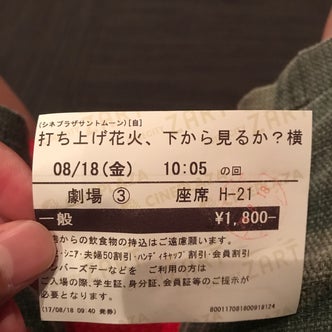 (シネプラザサントムーン)[自]
打ち上げ花火、下から見るか?横
08/18(金) 10:05 の回
劇場 ③ 座席 H-21
一般 ¥1,800-
からの飲食物の持込はご遠慮願います。
シニア・夫婦50割引・ハンディキャップ割引・会員割引
ンバーズデーなどを ご利用の方は
ご入場の際、学生証、身分証、会員証等のご提示が
必要となります。
(17/08/18 09:40 発券) 80011708180091 8124